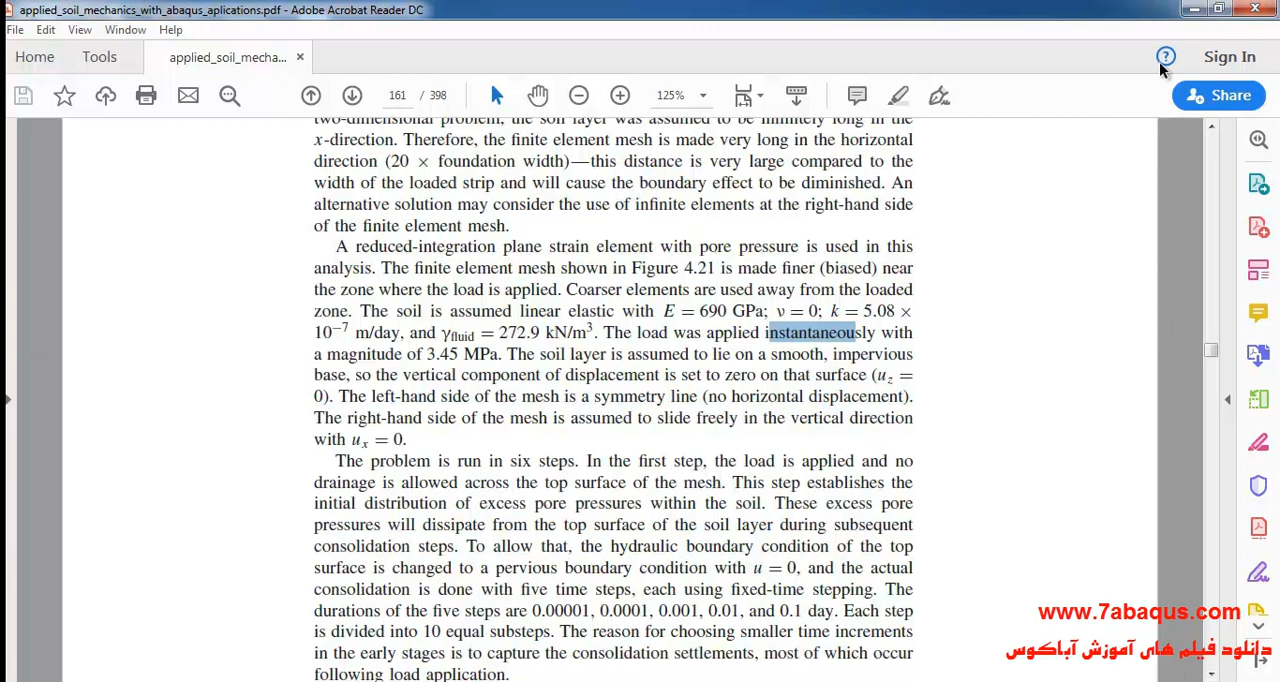 applied_soil_mechanics_with_abaqus_aplications.pdf - Adobe Acrobat Reader DC
File Edit View Window Help
Home Tools applied_soil_mecha... × ? Sign In
161 / 398 125% Share
two-dimensional problem, the soil layer was assumed to be infinitely long in the
x-direction. Therefore, the finite element mesh is made very long in the horizontal
direction (20 × foundation width)—this distance is very large compared to the
width of the loaded strip and will cause the boundary effect to be diminished. An
alternative solution may consider the use of infinite elements at the right-hand side
of the finite element mesh.
A reduced-integration plane strain element with pore pressure is used in this
analysis. The finite element mesh shown in Figure 4.21 is made finer (biased) near
the zone where the load is applied. Coarser elements are used away from the loaded
zone. The soil is assumed linear elastic with E = 690 GPa; ν = 0; k = 5.08 ×
10⁻⁷ m/day, and γfluid = 272.9 kN/m³. The load was applied instantaneously with
a magnitude of 3.45 MPa. The soil layer is assumed to lie on a smooth, impervious
base, so the vertical component of displacement is set to zero on that surface (uz =
0). The left-hand side of the mesh is a symmetry line (no horizontal displacement).
The right-hand side of the mesh is assumed to slide freely in the vertical direction
with ux = 0.
The problem is run in six steps. In the first step, the load is applied and no
drainage is allowed across the top surface of the mesh. This step establishes the
initial distribution of excess pore pressures within the soil. These excess pore
pressures will dissipate from the top surface of the soil layer during subsequent
consolidation steps. To allow that, the hydraulic boundary condition of the top
surface is changed to a pervious boundary condition with u = 0, and the actual
consolidation is done with five time steps, each using fixed-time stepping. The
durations of the five steps are 0.00001, 0.0001, 0.001, 0.01, and 0.1 day. Each step
is divided into 10 equal substeps. The reason for choosing smaller time increments
in the early stages is to capture the consolidation settlements, most of which occur
following load application.
www.7abaqus.com
دانلود فیلم های آموزش آباکوس